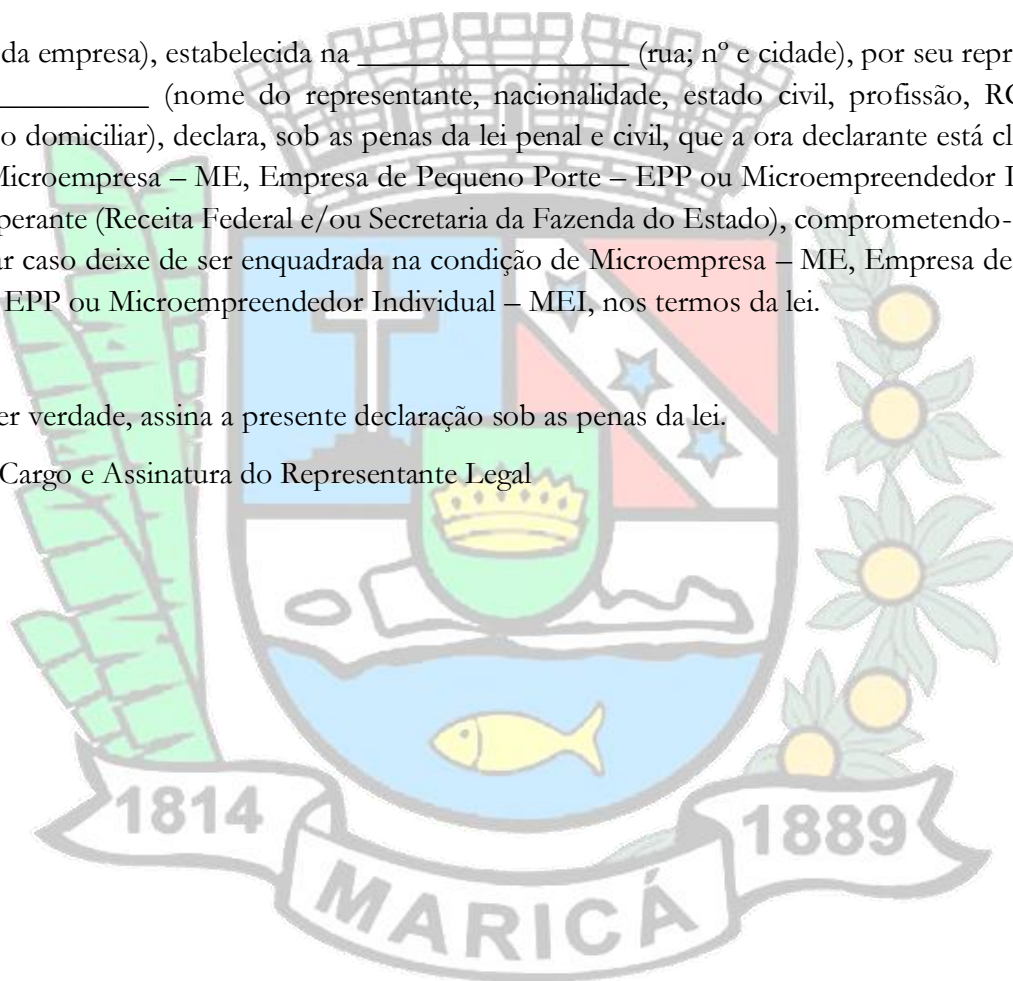 da empresa), estabelecida na __________________ (rua; nº e cidade), por seu repr
__________ (nome do representante, nacionalidade, estado civil, profissão, RG
o domiciliar), declara, sob as penas da lei penal e civil, que a ora declarante está cl
Microempresa – ME, Empresa de Pequeno Porte – EPP ou Microempreendedor I
perante (Receita Federal e/ou Secretaria da Fazenda do Estado), comprometendo-
ar caso deixe de ser enquadrada na condição de Microempresa – ME, Empresa de
EPP ou Microempreendedor Individual – MEI, nos termos da lei.
er verdade, assina a presente declaração sob as penas da lei.
Cargo e Assinatura do Representante Legal
1814
MARICÁ
1889